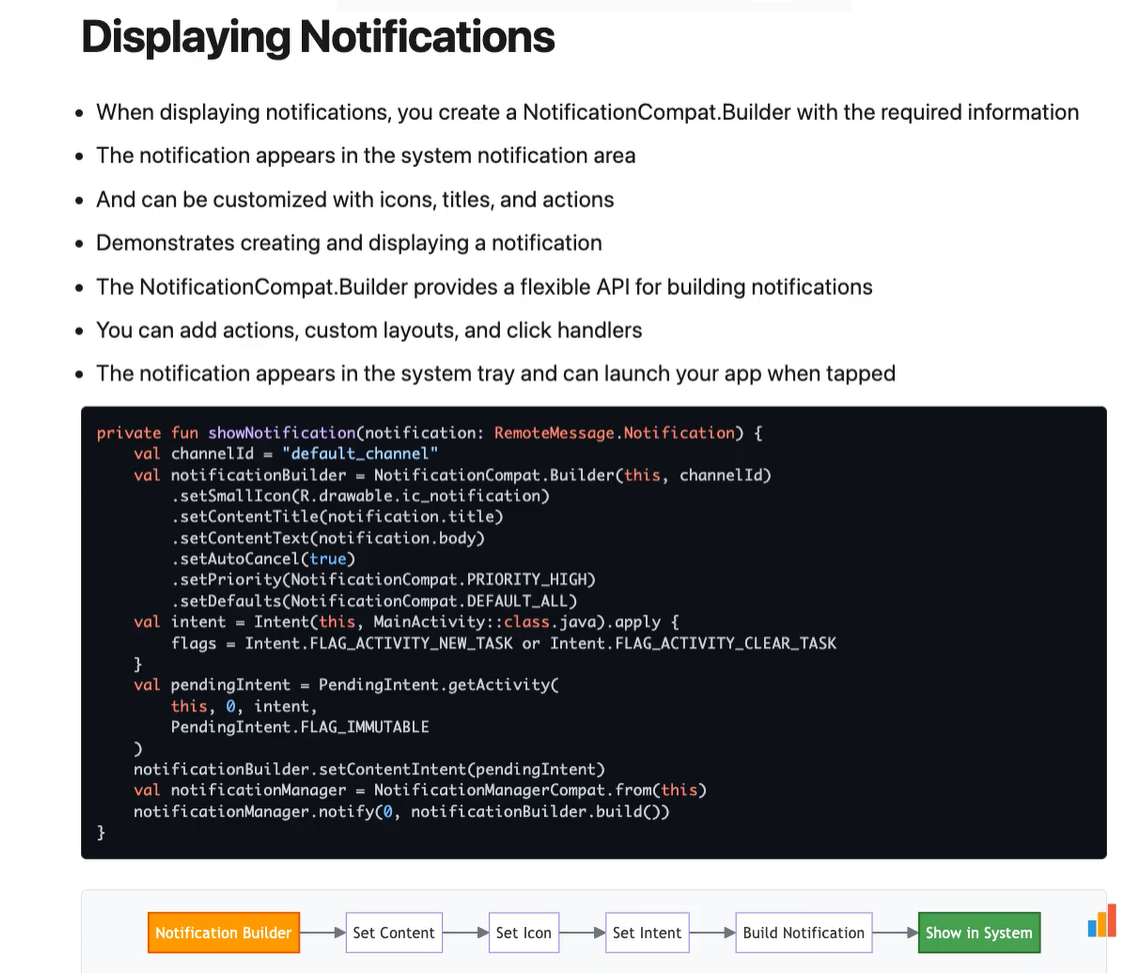 Displaying Notifications
• When displaying notifications, you create a NotificationCompat.Builder with the required information
• The notification appears in the system notification area
• And can be customized with icons, titles, and actions
• Demonstrates creating and displaying a notification
• The NotificationCompat.Builder provides a flexible API for building notifications
• You can add actions, custom layouts, and click handlers
• The notification appears in the system tray and can launch your app when tapped
private fun showNotification(notification: RemoteMessage.Notification) {
    val channelId = "default_channel"
    val notificationBuilder = NotificationCompat.Builder(this, channelId)
        .setSmallIcon(R.drawable.ic_notification)
        .setContentTitle(notification.title)
        .setContentText(notification.body)
        .setAutoCancel(true)
        .setPriority(NotificationCompat.PRIORITY_HIGH)
        .setDefaults(NotificationCompat.DEFAULT_ALL)
    val intent = Intent(this, MainActivity::class.java).apply {
        flags = Intent.FLAG_ACTIVITY_NEW_TASK or Intent.FLAG_ACTIVITY_CLEAR_TASK
    }
    val pendingIntent = PendingIntent.getActivity(
        this, 0, intent,
        PendingIntent.FLAG_IMMUTABLE
    )
    notificationBuilder.setContentIntent(pendingIntent)
    val notificationManager = NotificationManagerCompat.from(this)
    notificationManager.notify(0, notificationBuilder.build())
}
Notification Builder Set Content Set Icon Set Intent Build Notification Show in System